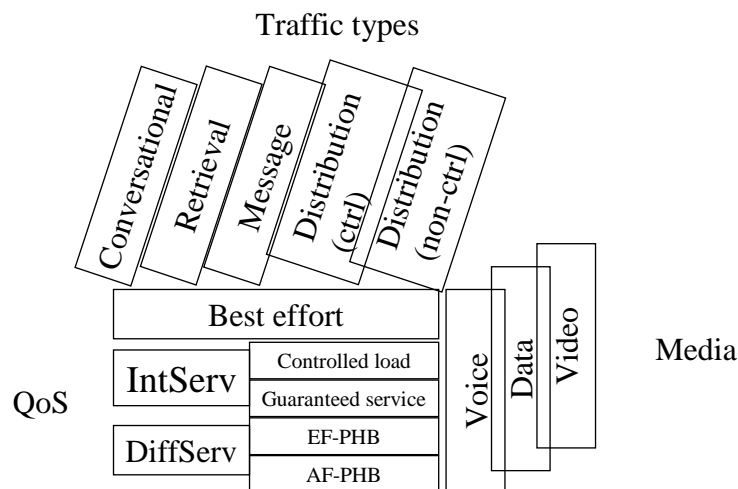 Traffic types
Conversational
Retrieval
Message
Distribution
(ctrl)
Distribution
(non-ctrl)
Best effort
IntServ
Controlled load
Guaranteed service
QoS
DiffServ
EF-PHB
AF-PHB
Voice
Data
Video
Media